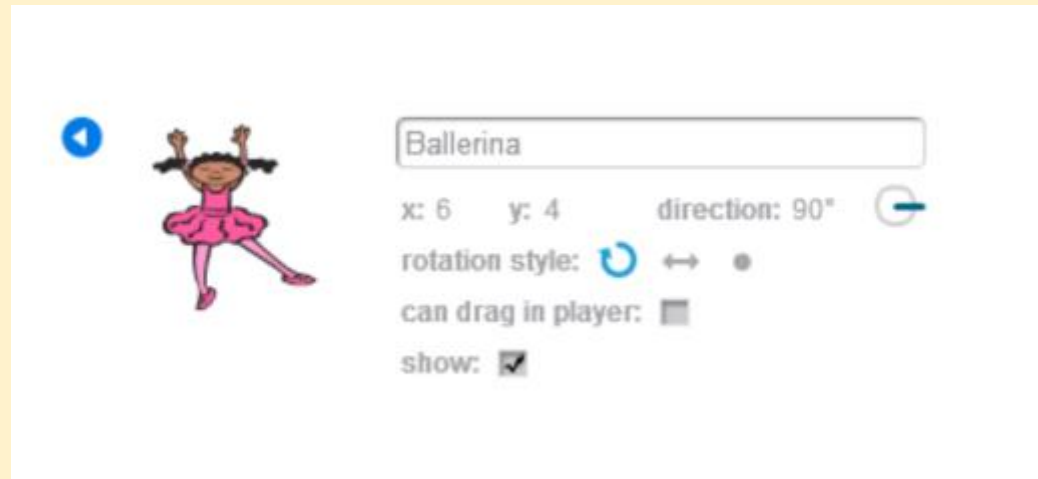 Ballerina
x: 6 y: 4 direction: 90°
rotation style:
can drag in player:
show: